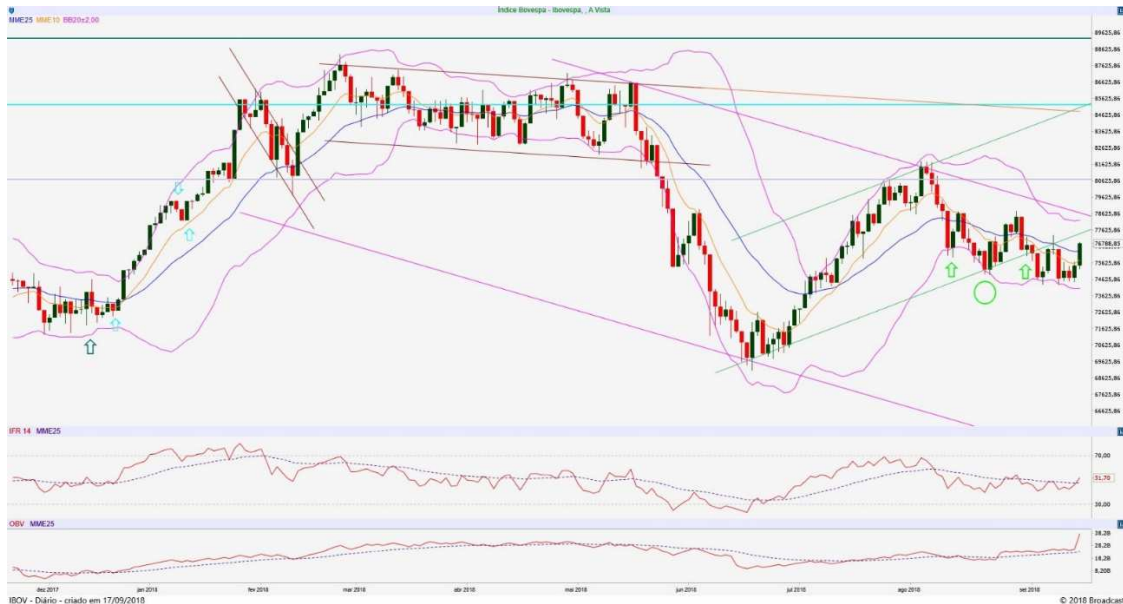 Índice Bovespa - Ibovespa, , A Vista
MME25 MME10 BB20±2.00
89625,86
88625,86
87625,86
86625,86
85625,86
84625,86
83625,86
82625,86
81625,86
80625,86
79625,86
78625,86
77625,86
76788,85
75625,86
74625,86
73625,86
72625,86
71625,86
70625,86
69625,86
68625,86
67625,86
66625,86
IFR 14 MME25
70,00
51,70
30,00
OBV MME25
28,2B
18,2B
8,20B
dez 2017 jan 2018 fev 2018 mar 2018 abr 2018 mai 2018 jun 2018 jul 2018 ago 2018 set 2018
IBOV - Diário - criado em 17/09/2018
© 2018 Broadcast